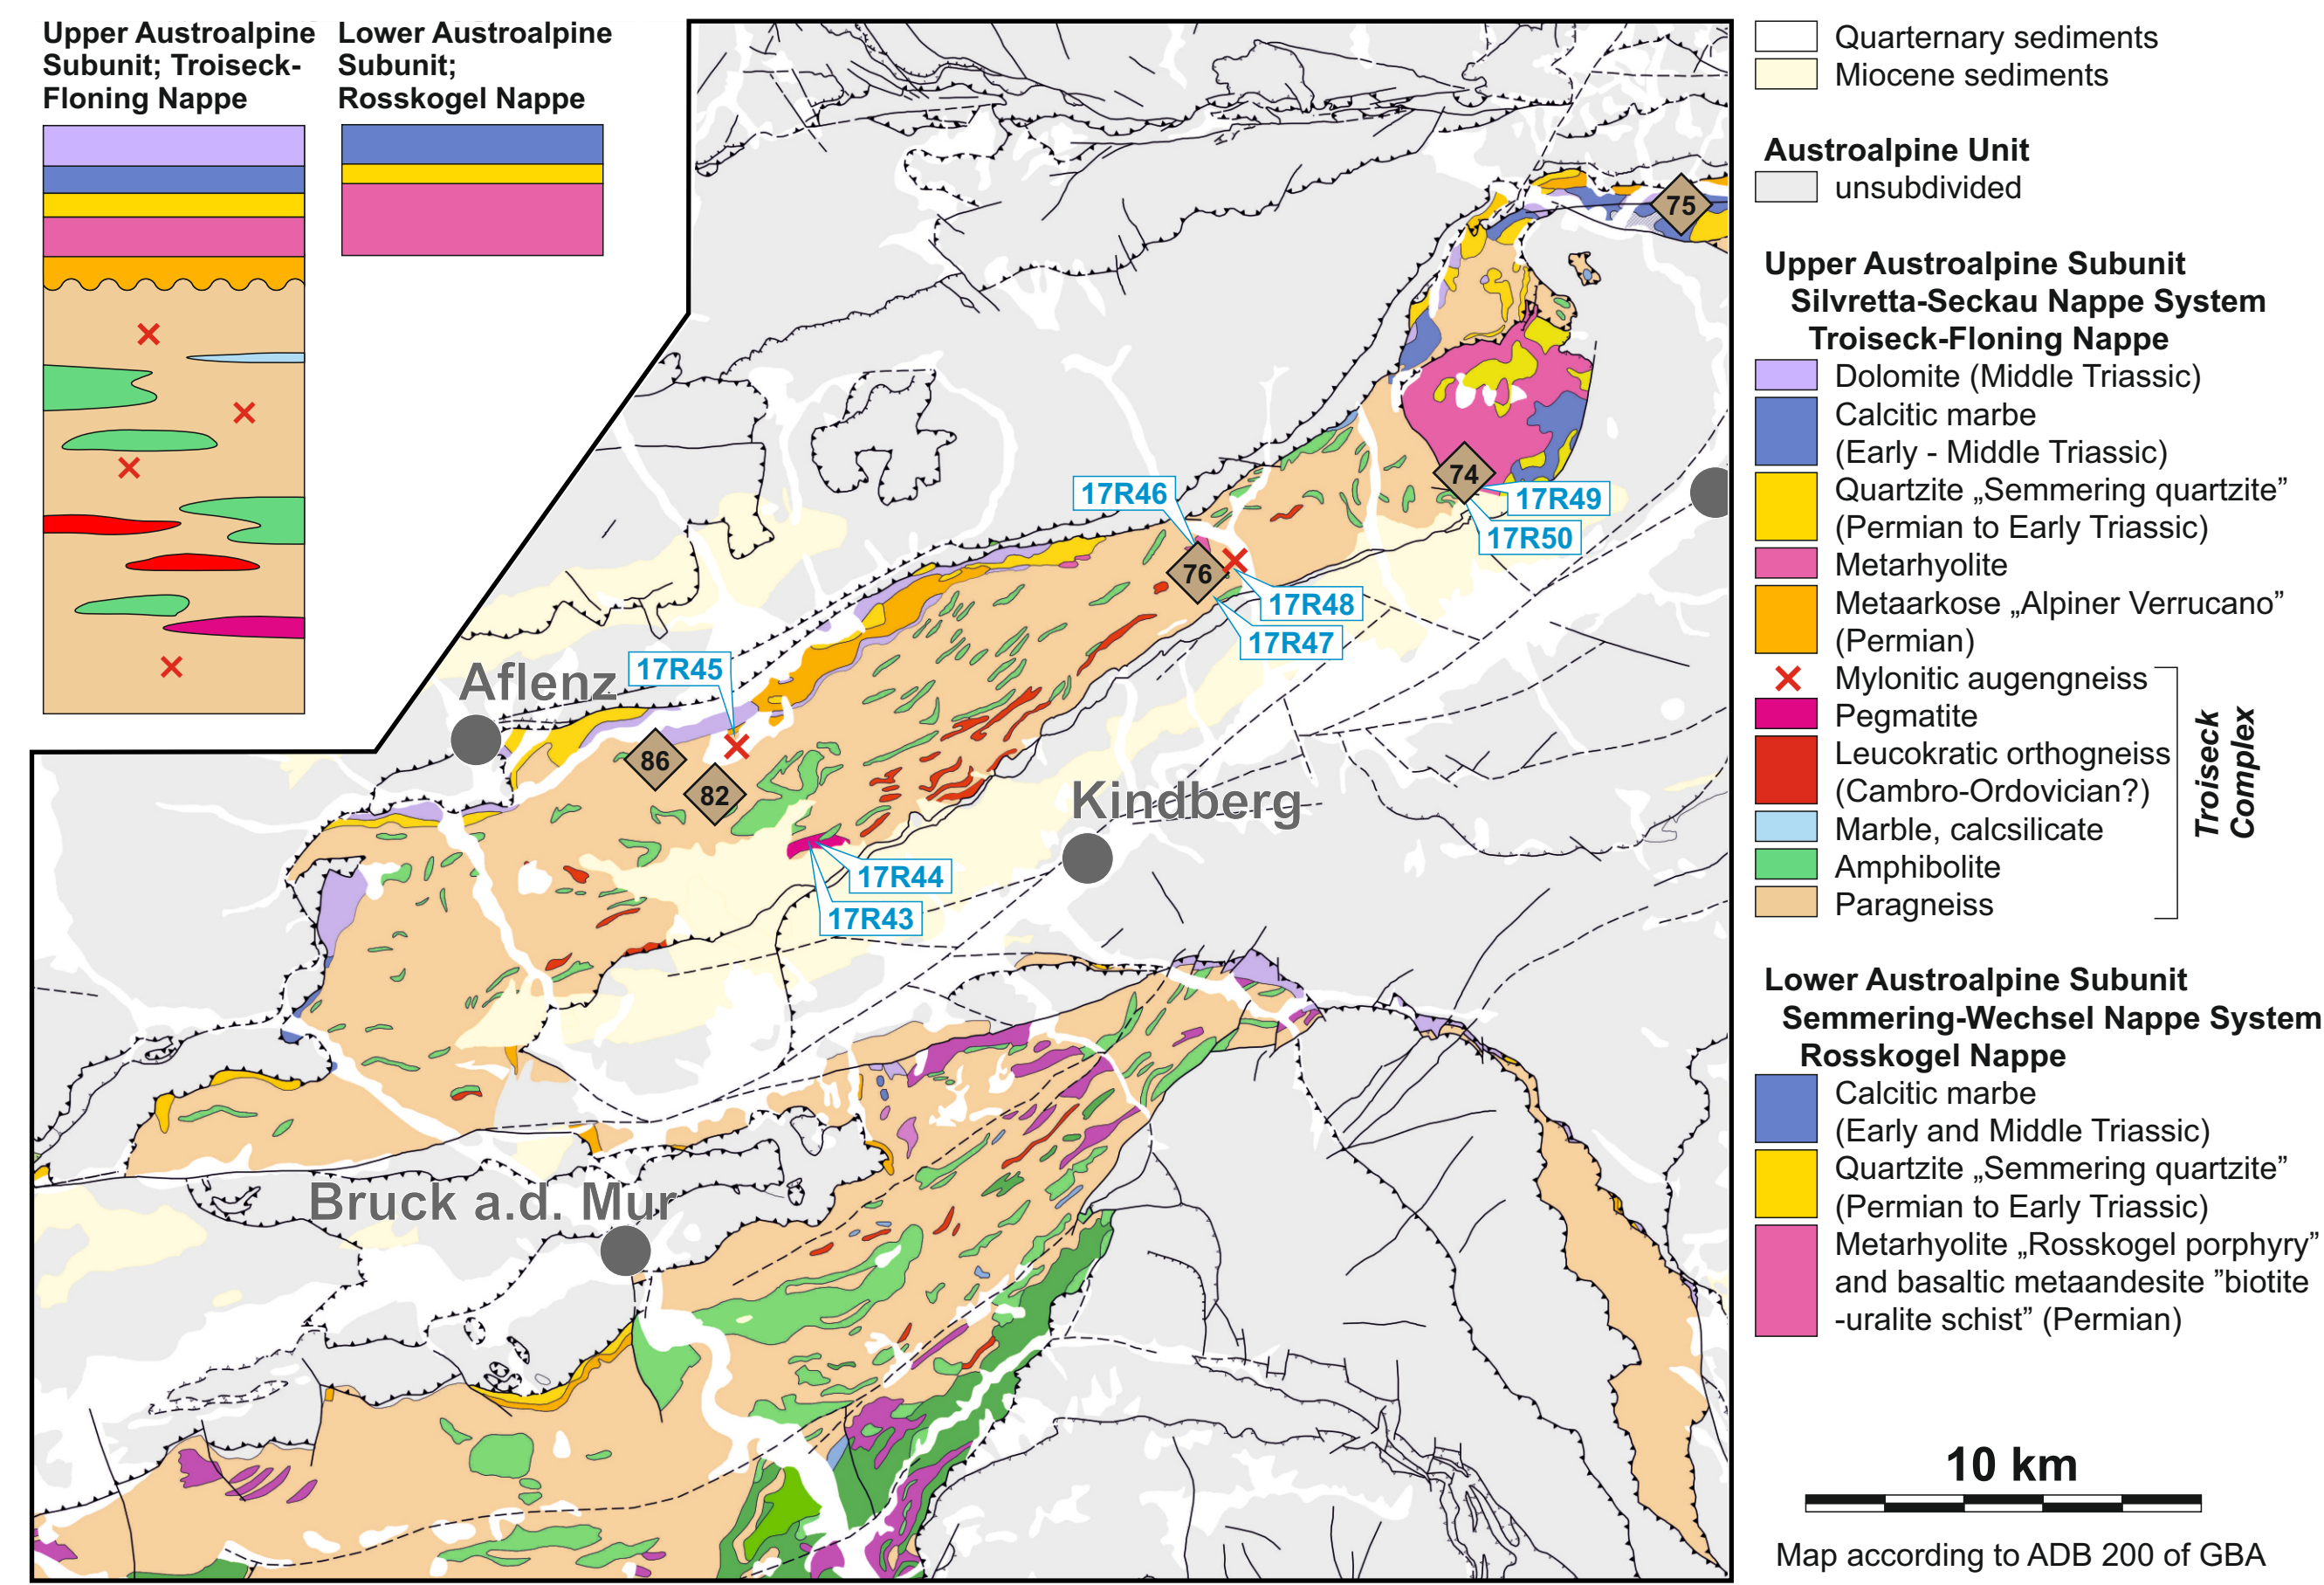 Upper Austroalpine
Subunit; Troiseck-
Floning Nappe
Lower Austroalpine
Subunit;
Rosskogel Nappe
75
74
17R46
17R49
17R50
76
17R48
17R47
Aflenz
17R45
86
82
Kindberg
17R44
17R43
Bruck a.d. Mur
Quarternary sediments
Miocene sediments
Austroalpine Unit
unsubdivided
Upper Austroalpine Subunit
Silvretta-Seckau Nappe System
Troiseck-Floning Nappe
Dolomite (Middle Triassic)
Calcitic marbe
(Early - Middle Triassic)
Quartzite „Semmering quartzite”
(Permian to Early Triassic)
Metarhyolite
Metaarkose „Alpiner Verrucano”
(Permian)
Mylonitic augengneiss
Pegmatite
Leucokratic orthogneiss
(Cambro-Ordovician?)
Marble, calcsilicate
Amphibolite
Paragneiss
Troiseck
Complex
Lower Austroalpine Subunit
Semmering-Wechsel Nappe System
Rosskogel Nappe
Calcitic marbe
(Early and Middle Triassic)
Quartzite „Semmering quartzite”
(Permian to Early Triassic)
Metarhyolite „Rosskogel porphyry”
and basaltic metaandesite ”biotite
-uralite schist” (Permian)
10 km
Map according to ADB 200 of GBA